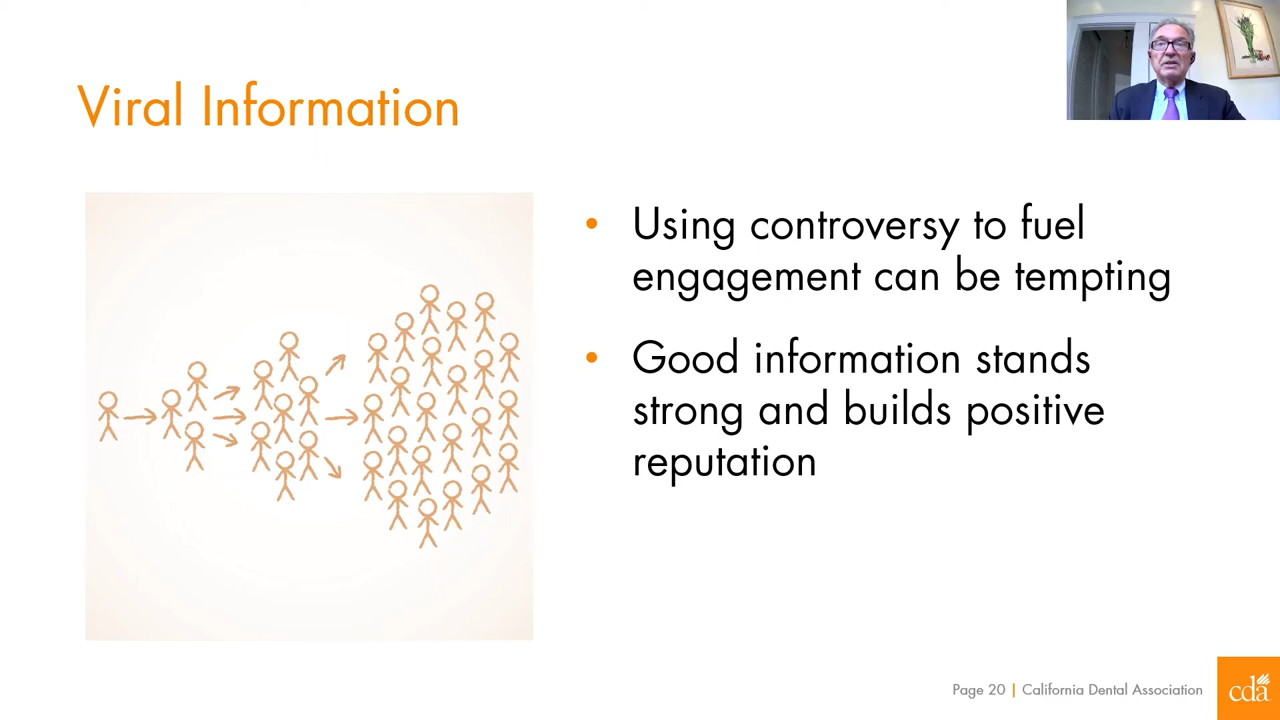 Viral Information
• Using controversy to fuel
engagement can be tempting
• Good information stands
strong and builds positive
reputation
Page 20 | California Dental Association
cda